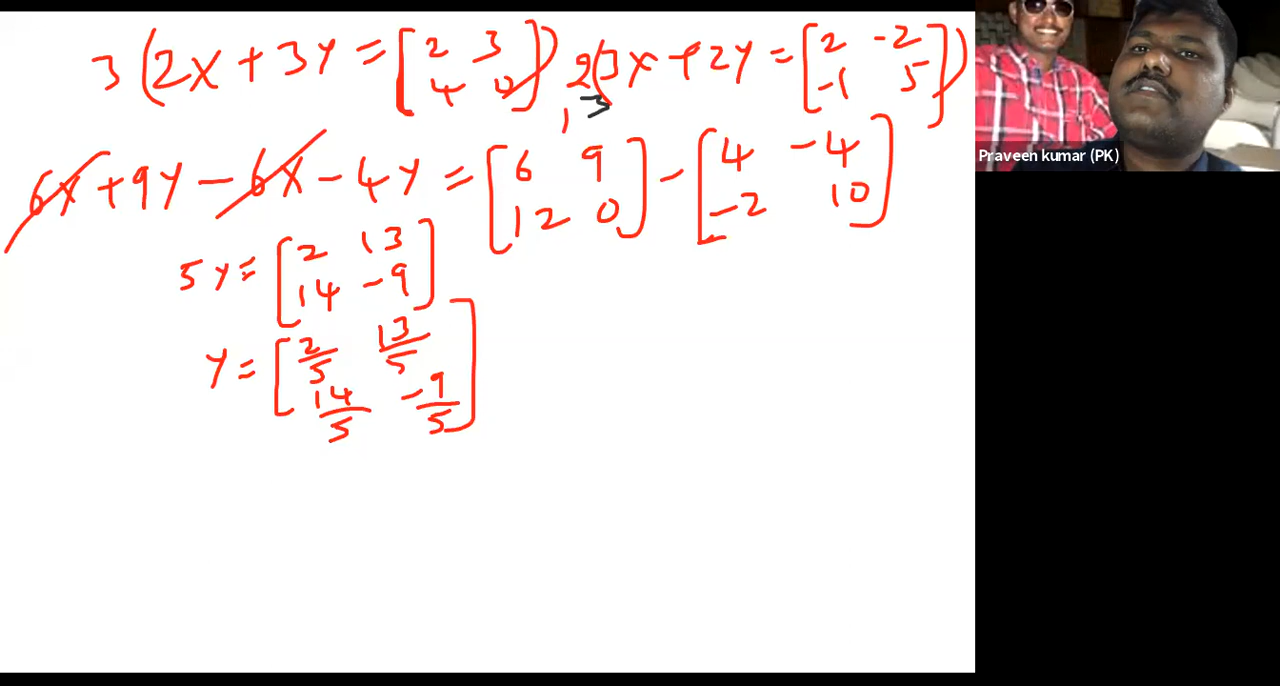 3(2x + 3y = [2 3
4 0]), 2(3x + 2y = [2 -2
-1 5])
1 3
6x + 9y - 6x - 4y = [6 9
12 0] - [4 -4
-2 10]
5y = [2 13
14 -9]
y = [2/5 13/5
14/5 -9/5]
Praveen kumar (PK)